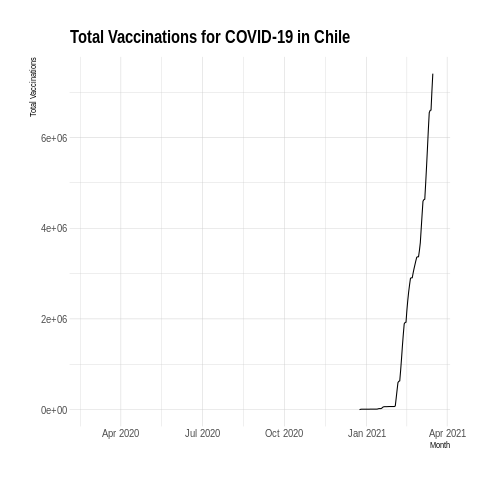 Total Vaccinations for COVID-19 in Chile
Total Vaccinations
6e+06
4e+06
2e+06
0e+00
Apr 2020 Jul 2020 Oct 2020 Jan 2021 Apr 2021
Month